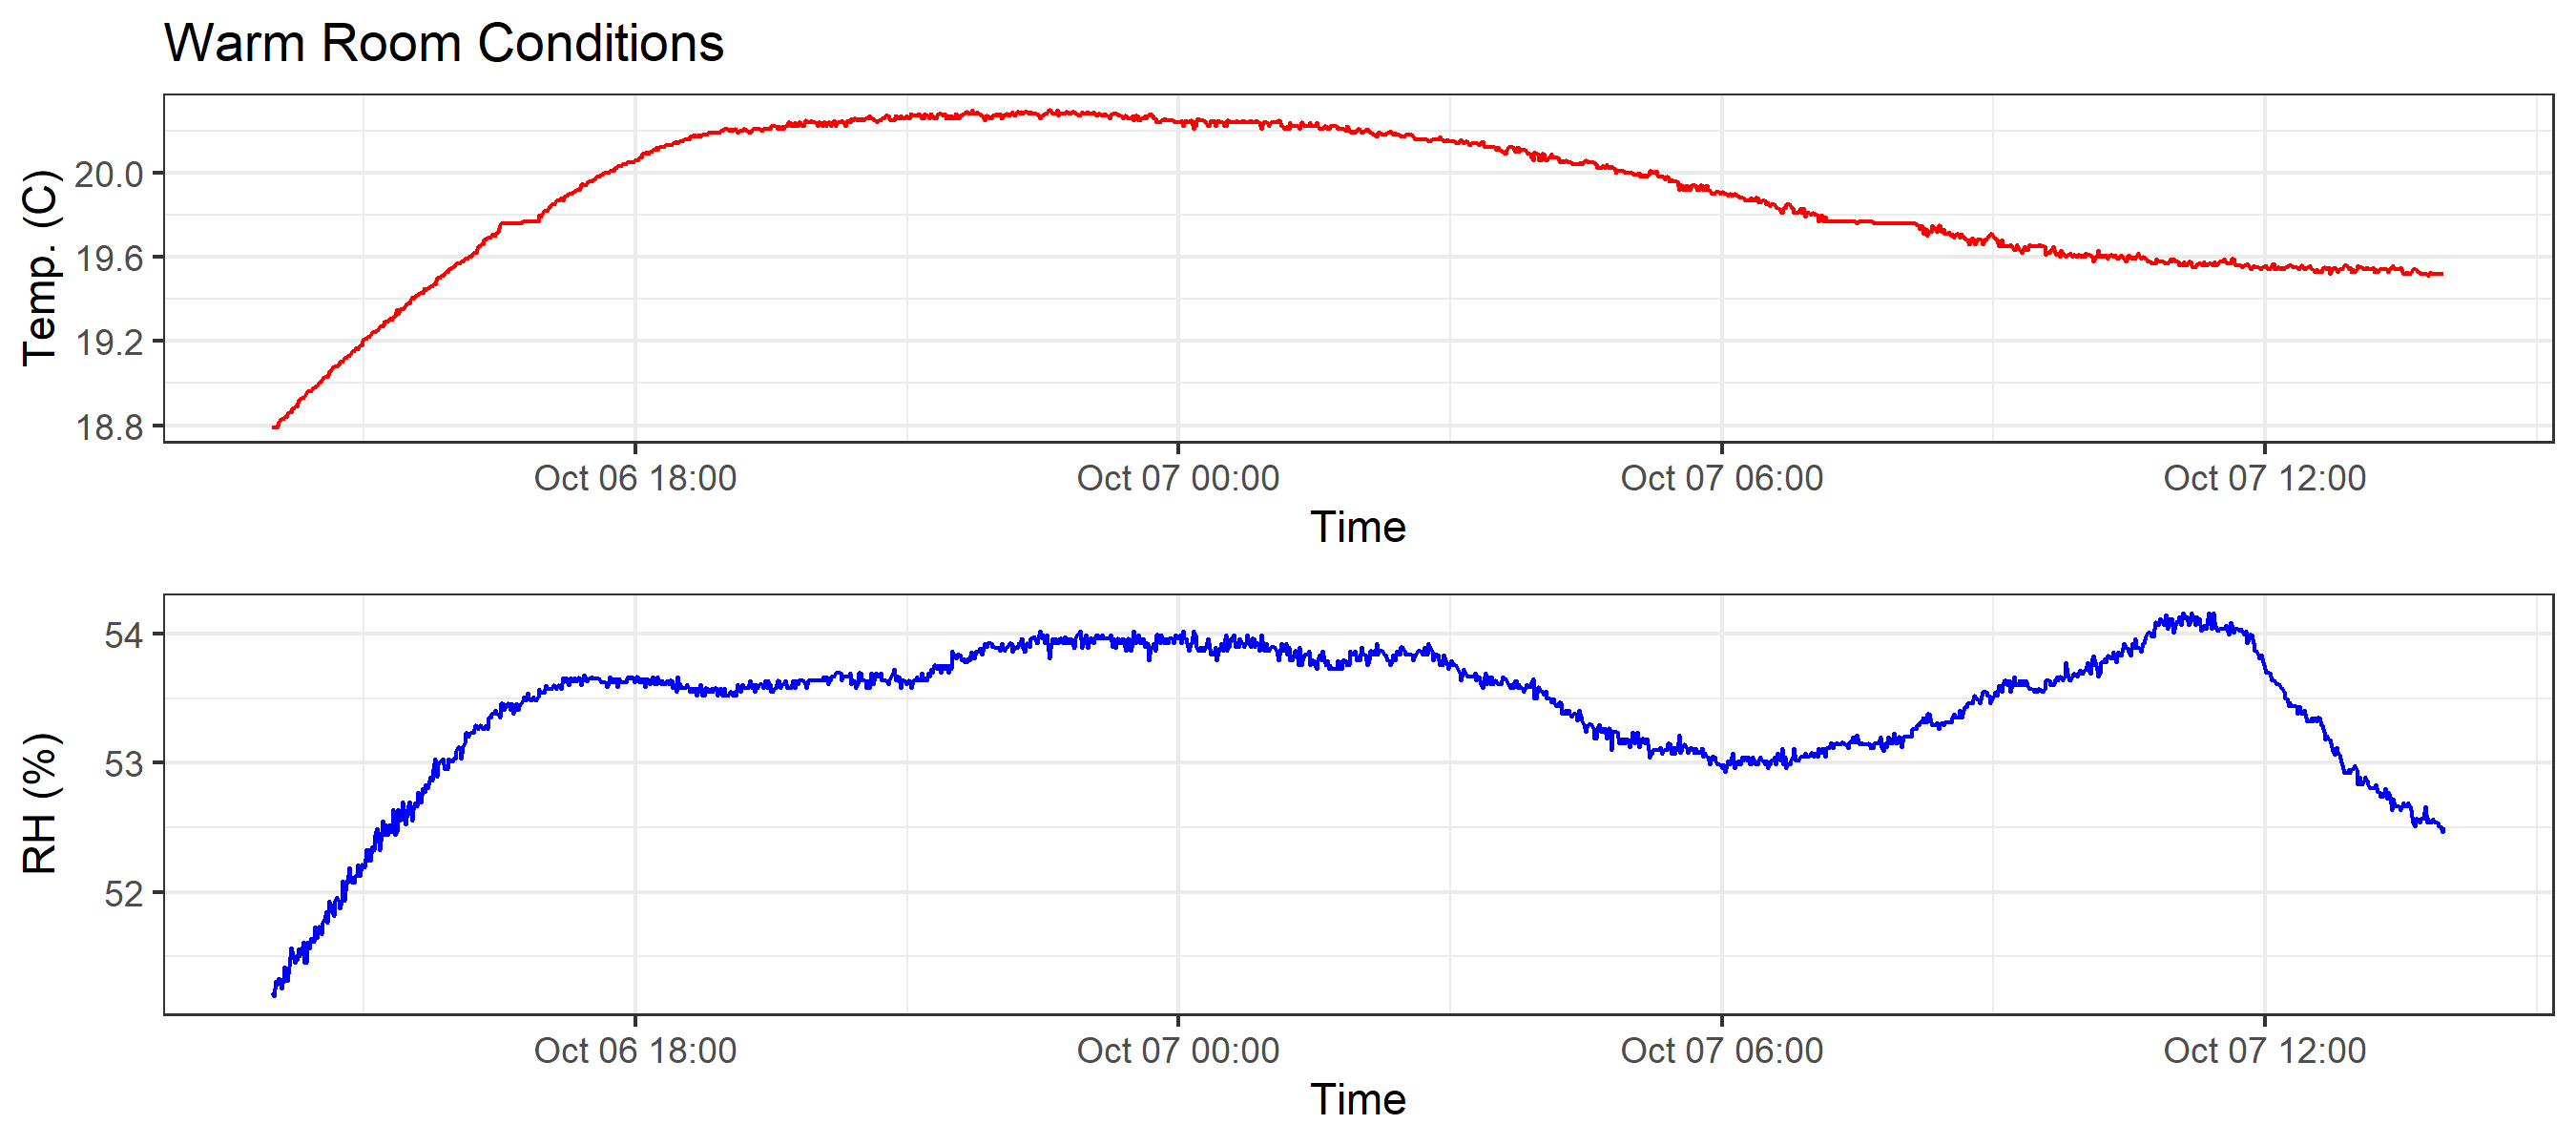 Warm Room Conditions
Temp. (C)
20.0
19.6
19.2
18.8
Oct 06 18:00 Oct 07 00:00 Oct 07 06:00 Oct 07 12:00
Time
RH (%)
54
53
52
Oct 06 18:00 Oct 07 00:00 Oct 07 06:00 Oct 07 12:00
Time